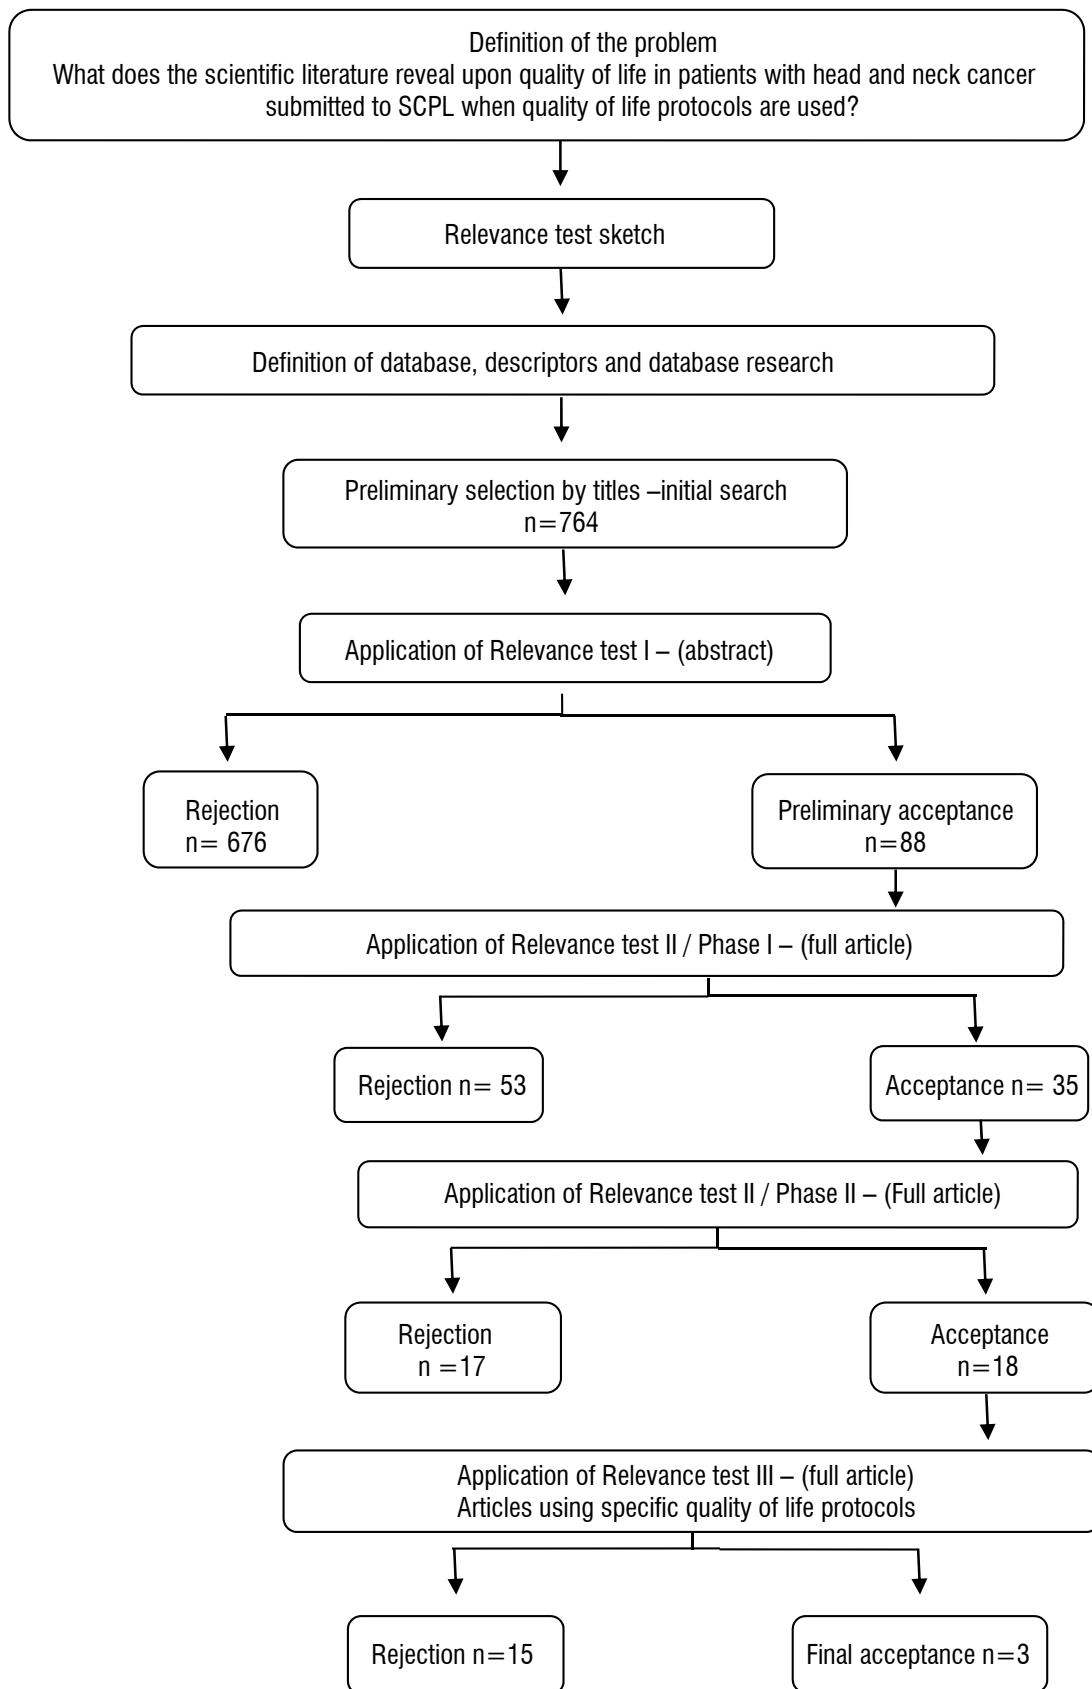 Definition of the problem
What does the scientific literature reveal upon quality of life in patients with head and neck cancer
submitted to SCPL when quality of life protocols are used?
Relevance test sketch
Definition of database, descriptors and database research
Preliminary selection by titles –initial search
n=764
Application of Relevance test I – (abstract)
Rejection
n= 676
Preliminary acceptance
n=88
Application of Relevance test II / Phase I – (full article)
Rejection n= 53
Acceptance n= 35
Application of Relevance test II / Phase II – (Full article)
Rejection
n =17
Acceptance
n=18
Application of Relevance test III – (full article)
Articles using specific quality of life protocols
Rejection n=15
Final acceptance n=3